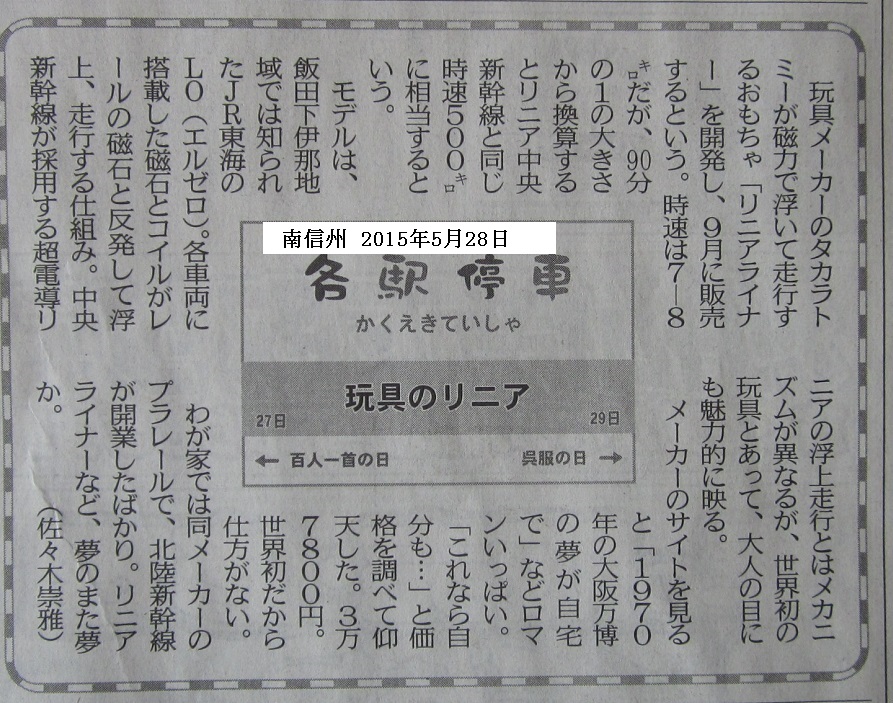 南信州 2015年5月28日
各駅停車
かくえきていしゃ
玩具のリニア
27日
29日
← 百人一首の日
呉服の日 →
玩具メーカーのタカラト
ミーが磁力で浮いて走行す
るおもちゃ「リニアライナ
ー」を開発し、9月に販売
するという。時速は7―8
㌔だが、90分
の1の大きさ
から換算する
とリニア中央
新幹線と同じ
時速500㌔
に相当すると
いう。
モデルは、
飯田下伊那地
域では知られ
たJR東海の
L0(エルゼロ)。各車両に
搭載した磁石とコイルがレ
ールの磁石と反発して浮
上、走行する仕組み。中央
新幹線が採用する超電導リ
ニアの浮上走行とはメカニ
ズムが異なるが、世界初の
玩具とあって、大人の目に
も魅力的に映る。
メーカーのサイトを見る
と「1970
年の大阪万博
の夢が自宅
で」などロマ
ンいっぱい。
「これなら自
分も…」と価
格を調べて仰
天した。3万
7800円。
世界初だから
仕方がない。
わが家では同メーカーの
プラレールで、北陸新幹線
が開業したばかり。リニア
ライナーなど、夢のまた夢
か。
(佐々木崇雅)